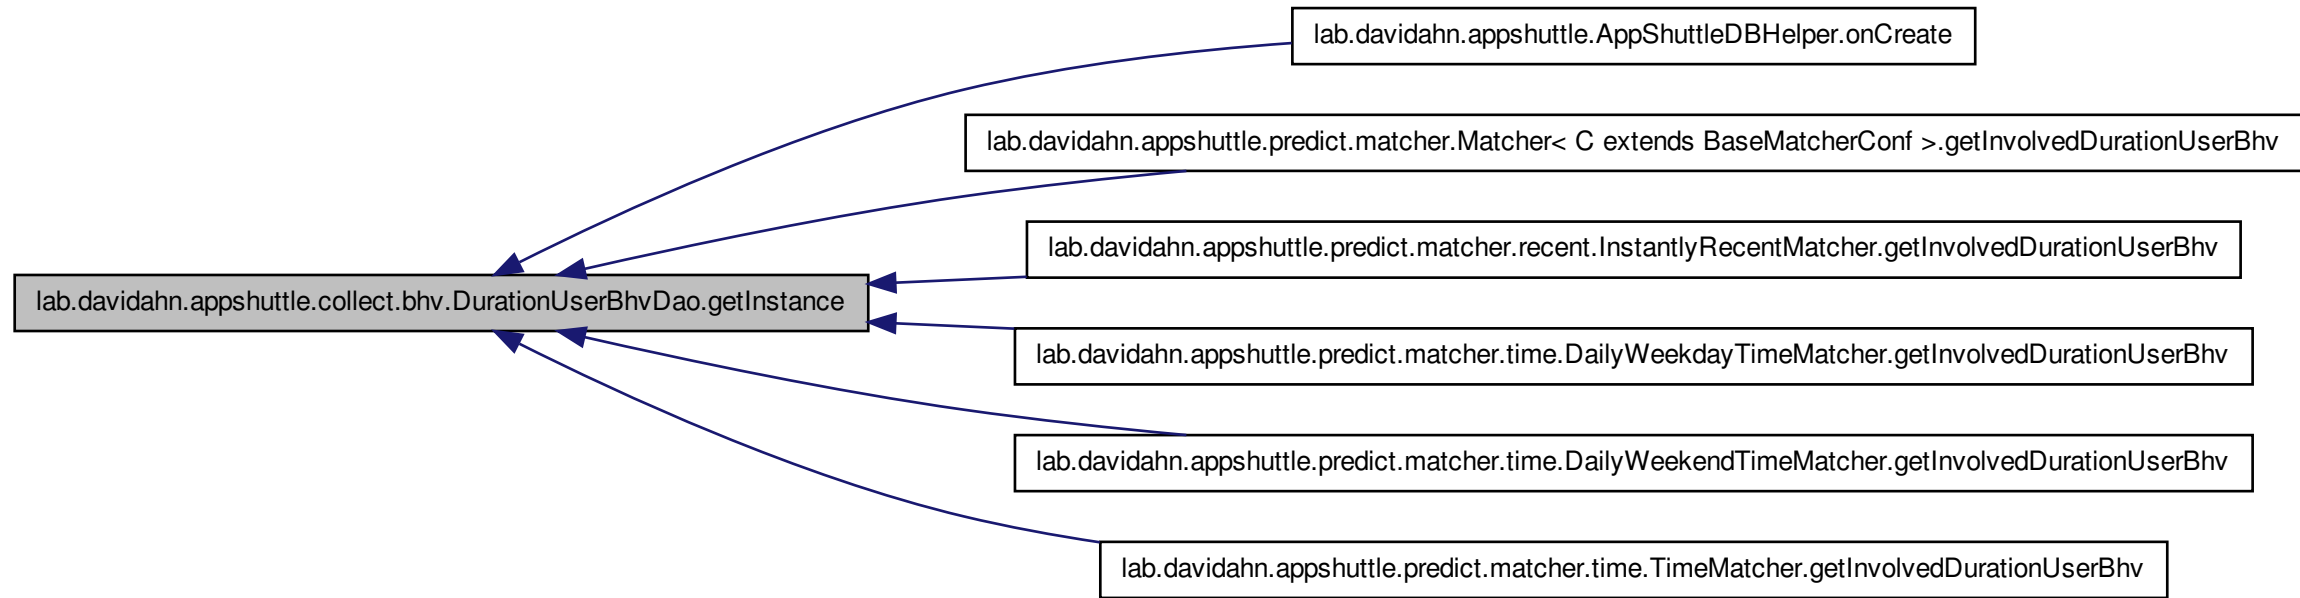 lab.davidahn.appshuttle.AppShuttleDBHelper.onCreate
lab.davidahn.appshuttle.predict.matcher.Matcher< C extends BaseMatcherConf >.getInvolvedDurationUserBhv
lab.davidahn.appshuttle.predict.matcher.recent.InstantlyRecentMatcher.getInvolvedDurationUserBhv
lab.davidahn.appshuttle.collect.bhv.DurationUserBhvDao.getInstance
lab.davidahn.appshuttle.predict.matcher.time.DailyWeekdayTimeMatcher.getInvolvedDurationUserBhv
lab.davidahn.appshuttle.predict.matcher.time.DailyWeekendTimeMatcher.getInvolvedDurationUserBhv
lab.davidahn.appshuttle.predict.matcher.time.TimeMatcher.getInvolvedDurationUserBhv